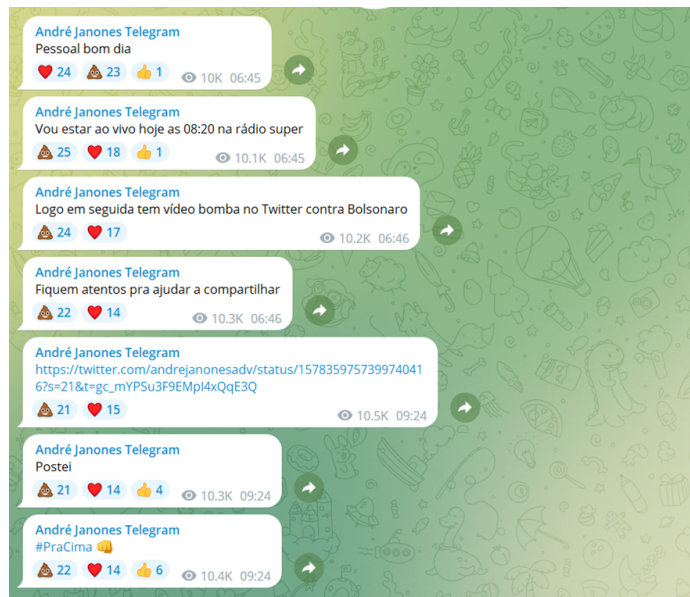 André Janones Telegram
Pessoal bom dia
❤️ 24 💩 23 👍 1 10K 06:45
André Janones Telegram
Vou estar ao vivo hoje as 08:20 na rádio super
💩 25 ❤️ 18 👍 1 10.1K 06:45
André Janones Telegram
Logo em seguida tem vídeo bomba no Twitter contra Bolsonaro
💩 24 ❤️ 17 10.2K 06:46
André Janones Telegram
Fiquem atentos pra ajudar a compartilhar
💩 22 ❤️ 14 10.3K 06:46
André Janones Telegram
https://twitter.com/andrejanonesadv/status/157835975739974041
6?s=21&t=gc_mYPSu3F9EMpI4xQqE3Q
💩 21 ❤️ 15 10.5K 09:24
André Janones Telegram
Postei
💩 21 ❤️ 14 👍 4 10.3K 09:24
André Janones Telegram
#PraCima 👊
💩 22 ❤️ 14 👍 6 10.4K 09:24